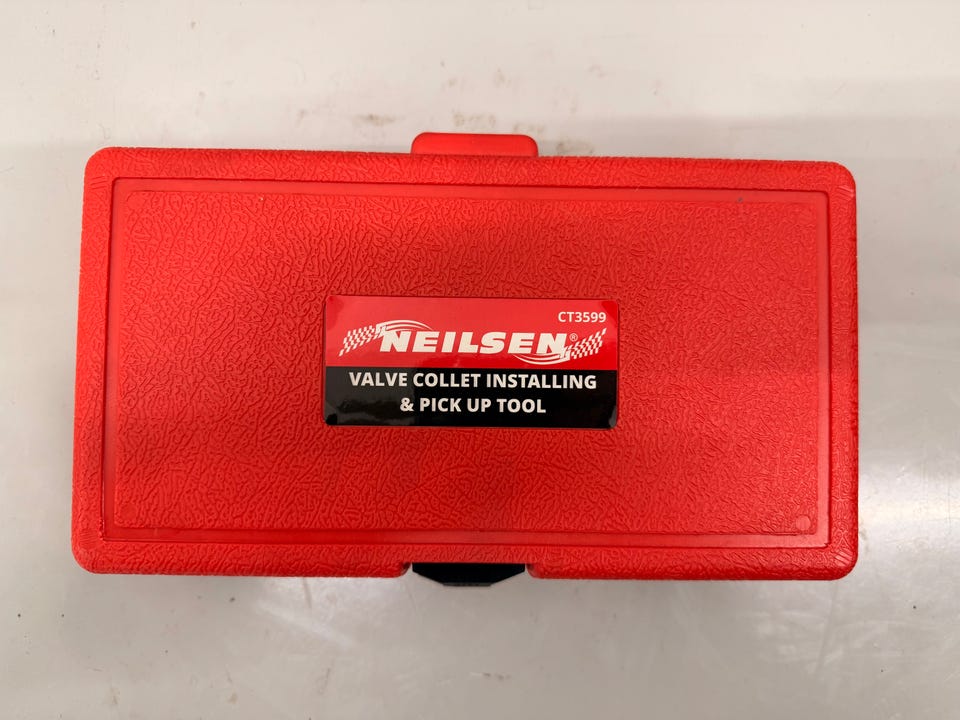 CT3599
NEILSEN®
VALVE COLLET INSTALLING
& PICK UP TOOL